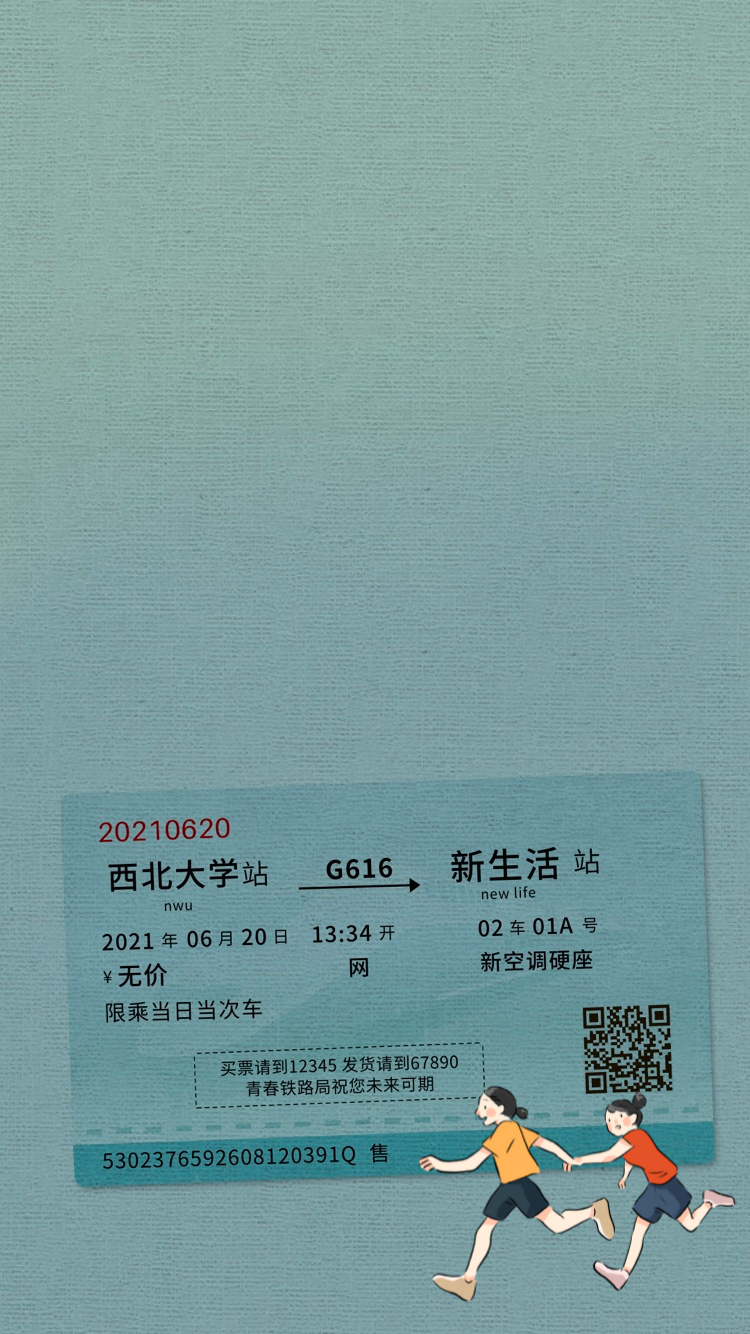 20210620
西北大学站 G616 新生活 站
nwu new life
2021 年 06 月 20 日 13:34 开 02 车 01A 号
¥ 无价 网 新空调硬座
限乘当日当次车
买票请到12345 发货请到67890
青春铁路局祝您未来可期
5302376592608120391Q 售